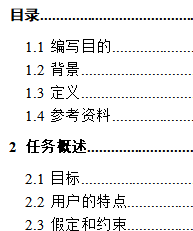 目录
1.1 编写目的
1.2 背景
1.3 定义
1.4 参考资料
2 任务概述
2.1 目标
2.2 用户的特点
2.3 假定和约束